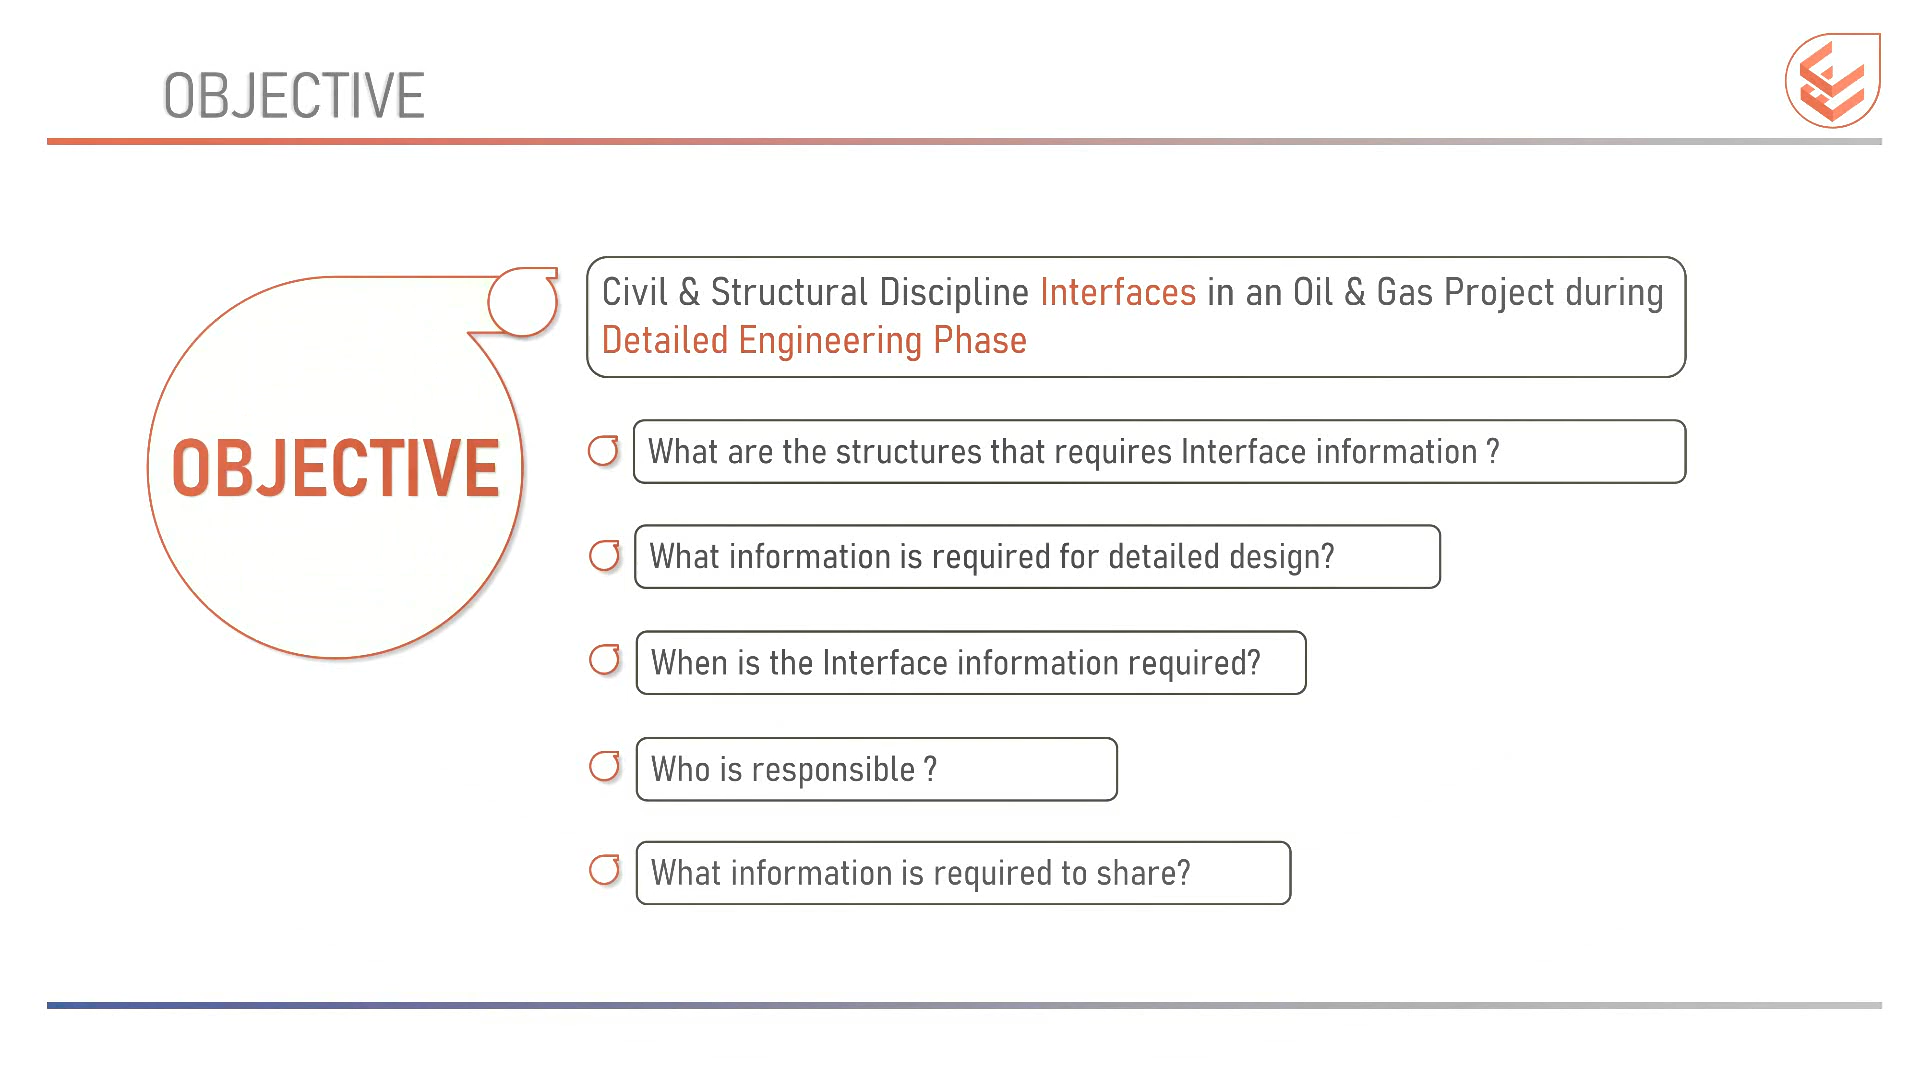 OBJECTIVE
OBJECTIVE
Civil & Structural Discipline Interfaces in an Oil & Gas Project during
Detailed Engineering Phase
What are the structures that requires Interface information ?
What information is required for detailed design?
When is the Interface information required?
Who is responsible ?
What information is required to share?